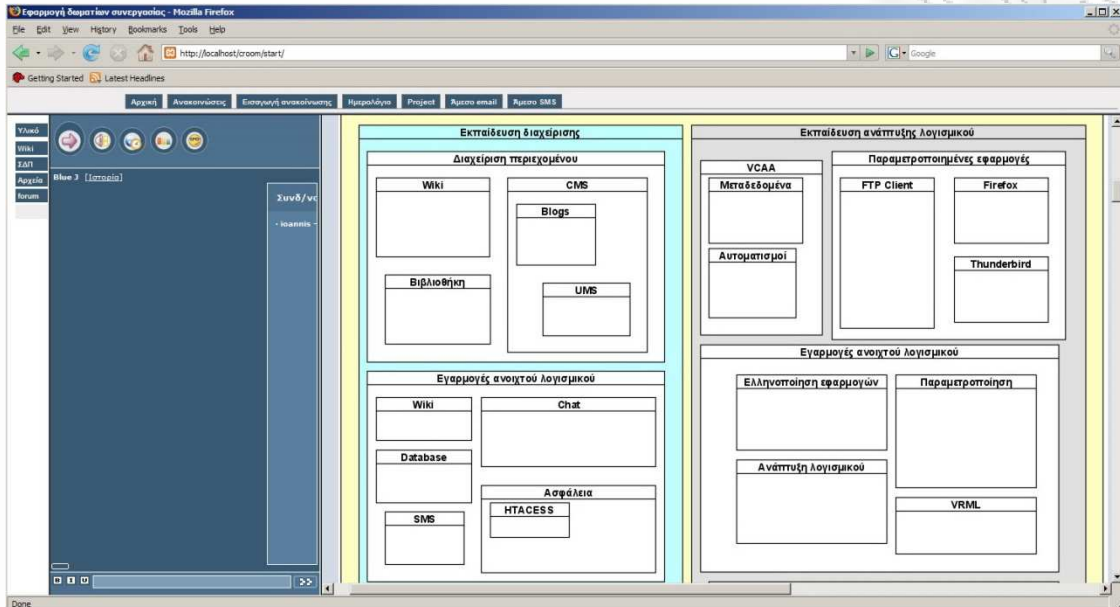 Εφαρμογή δωματίων συνεργασίας - Mozilla Firefox
File Edit View History Bookmarks Tools Help
http://localhost/croom/start/
Google
Getting Started Latest Headlines
Αρχική Ανακοινώσεις Εισαγωγή ανακοίνωσης Ημερολόγιο Project Άμεσο email Άμεσο SMS
Υλικό
Wiki
ΣΔΠ
Αρχεία
forum
Blue 3 [Ιστορία]
Συνδ/νο
- ioannis -
B I U
>>
Εκπαίδευση διαχείρισης
Διαχείριση περιεχομένου
Wiki
CMS
Blogs
Βιβλιοθήκη
UMS
Εγαρμογές ανοιχτού λογισμικού
Wiki
Chat
Database
Ασφάλεια
HTACESS
SMS
Εκπαίδευση ανάπτυξης λογισμικού
VCAA
Μεταδεδομένα
Αυτοματισμοί
Παραμετροποιημένες εφαρμογές
FTP Client
Firefox
Thunderbird
Εγαρμογές ανοιχτού λογισμικού
Ελληνοποίηση εφαρμογών
Παραμετροποίηση
Ανάπτυξη λογισμικού
VRML
Done